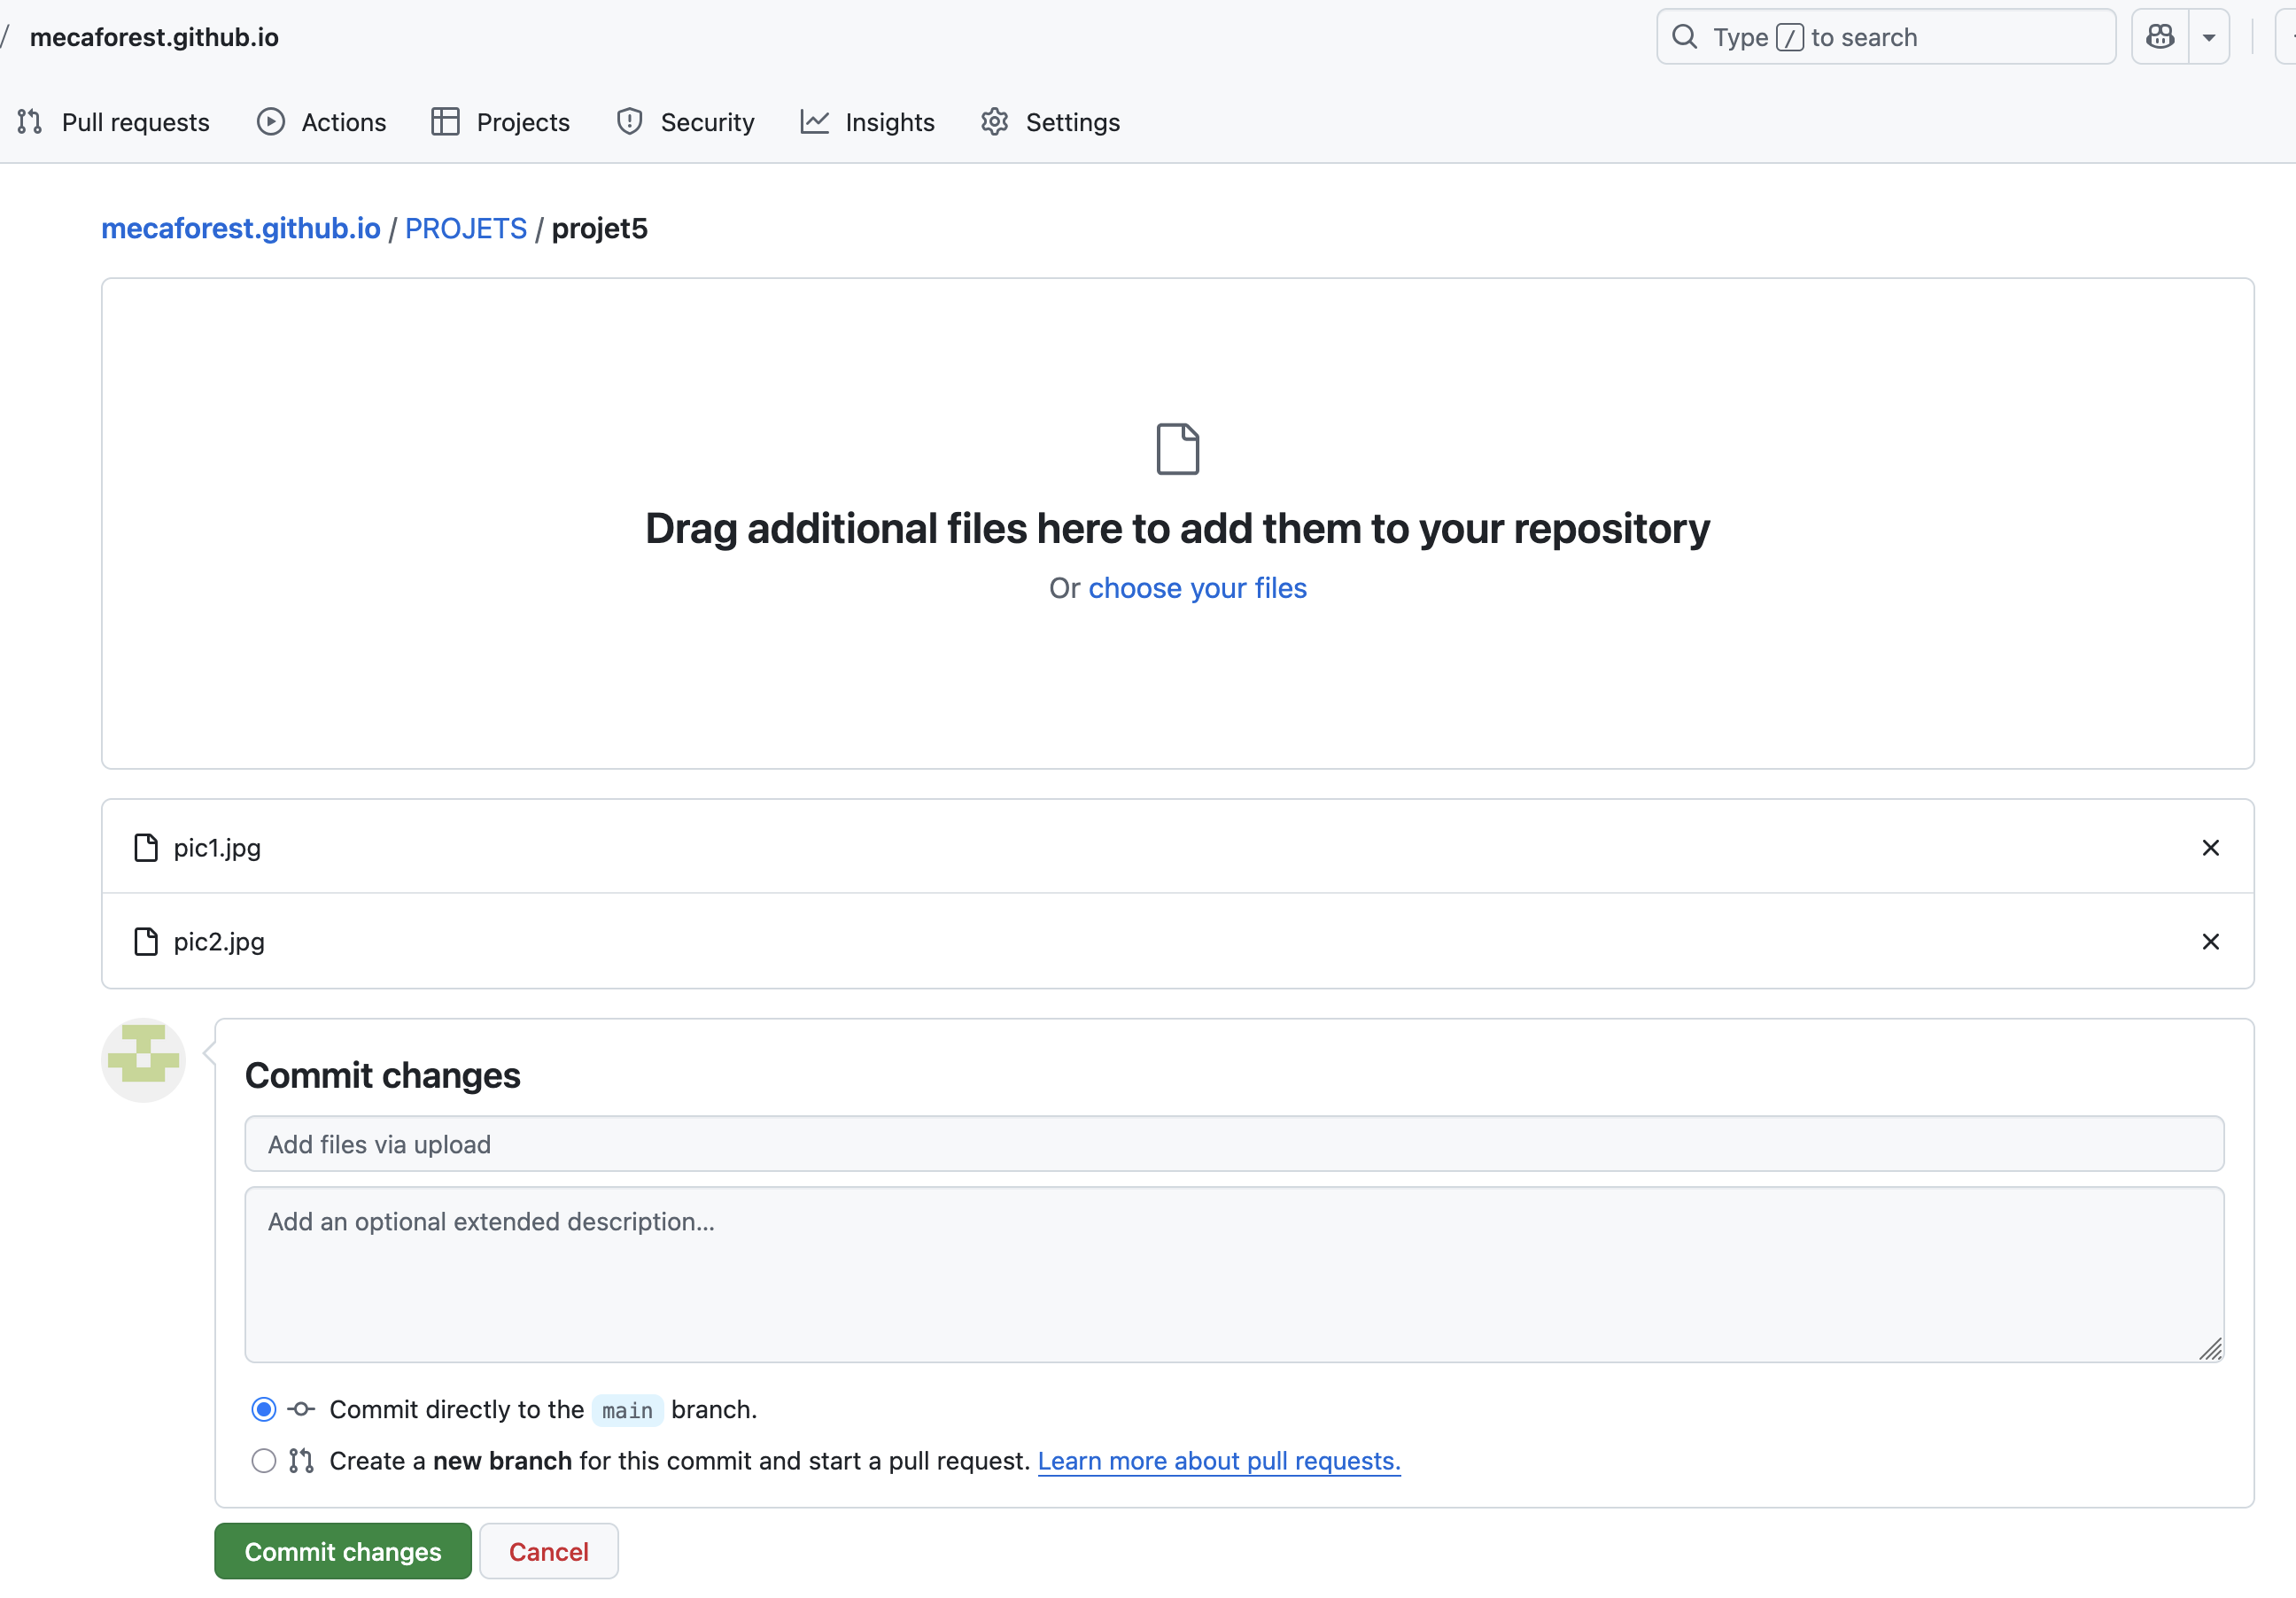 / mecaforest.github.io
Type / to search
Pull requests Actions Projects Security Insights Settings
mecaforest.github.io / PROJETS / projet5
Drag additional files here to add them to your repository
Or choose your files
pic1.jpg
pic2.jpg
Commit changes
Add files via upload
Add an optional extended description...
Commit directly to the main branch.
Create a new branch for this commit and start a pull request. Learn more about pull requests.
Commit changes Cancel